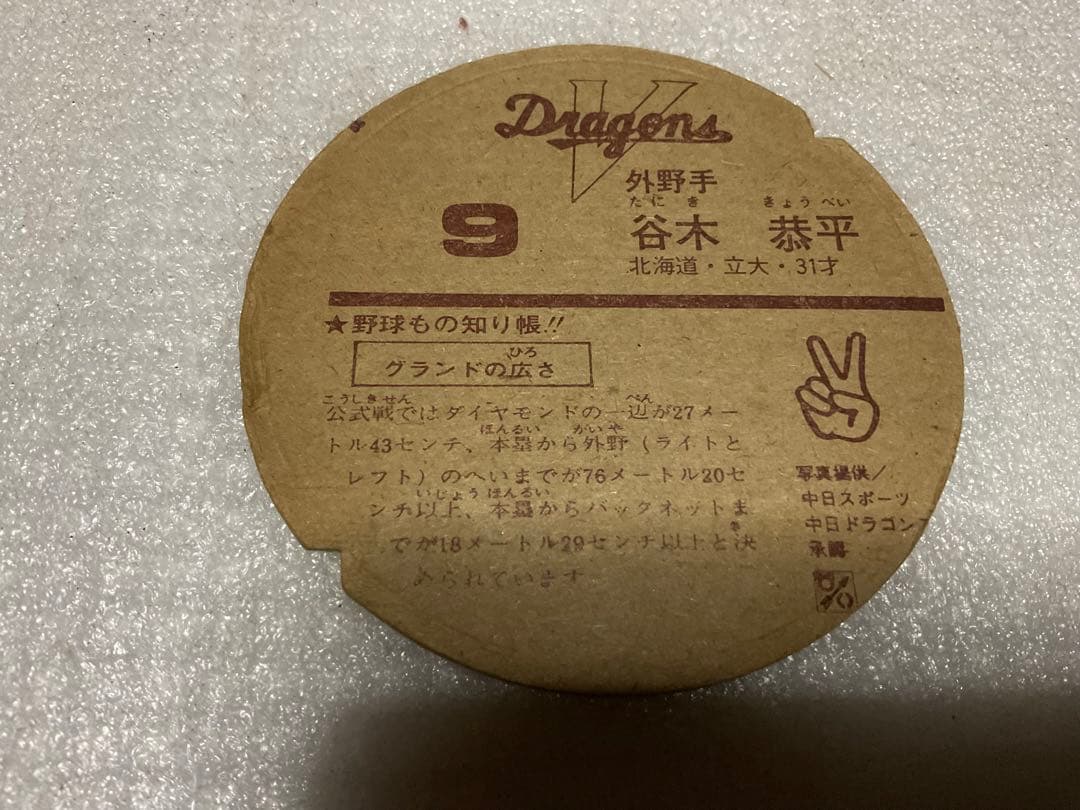 Dragons
V
外野手
たにき きょうへい
9
谷木 恭平
北海道・立大・31才
★野球もの知り帳!!
ひろ
グランドの広さ
こうしきせん ぺん
公式戦ではダイヤモンドの一辺が27メー
ほんるい がいや
トル43センチ、本塁から外野(ライトと
レフト)のへいまでが76メートル20セ
いじょう ほんるい
ンチ以上、本塁からバックネットま
き
でが18メートル29センチ以上と決
められています
写真提供/
中日スポーツ
中日ドラゴンズ
承認